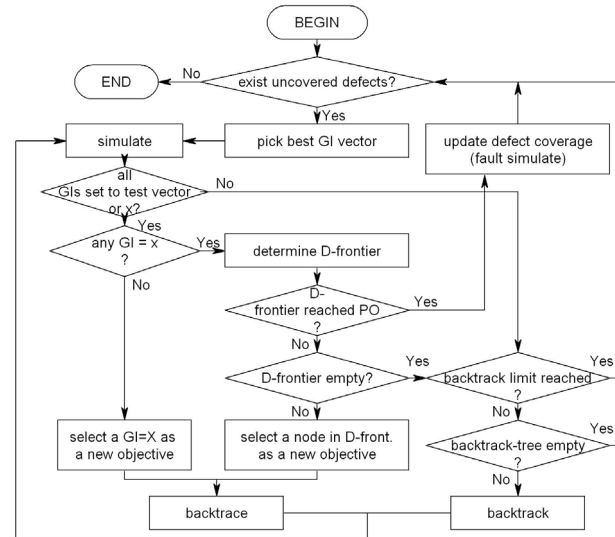 BEGIN
No
END
exist uncovered defects?
Yes
simulate
pick best GI vector
update defect coverage
(fault simulate)
all
GIs set to test vector
or x?
No
Yes
any GI = x
?
Yes
determine D-frontier
No
D-
frontier reached PO
?
Yes
No
D-frontier empty?
Yes
backtrack limit reached
?
Yes
No
No
select a GI=X as
a new objective
select a node in D-front.
as a new objective
backtrack-tree empty
?
Yes
No
backtrace
backtrack